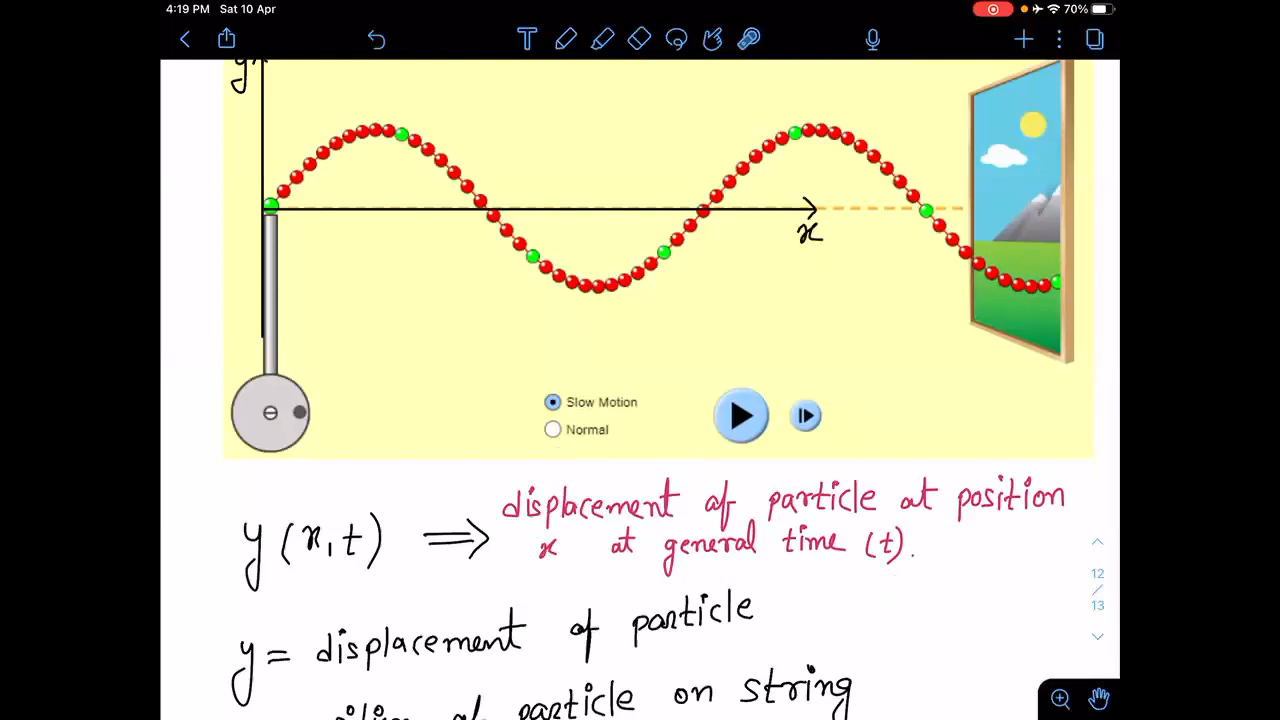 4:19 PM Sat 10 Apr 70%
y
x
Slow Motion
Normal
y(x,t) ⟹ displacement of particle at position
x at general time (t).
12
/
13
y = displacement of particle
of particle on string